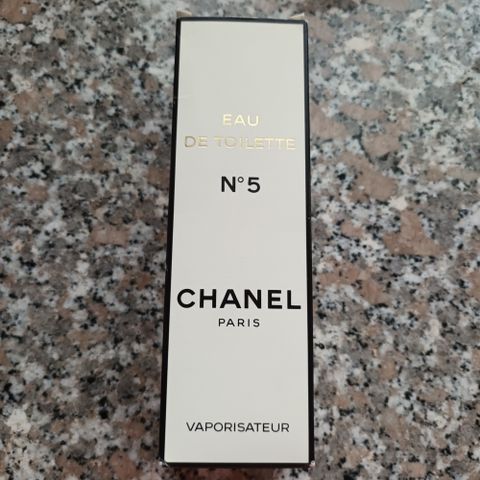 EAU
DE TOILETTE
N°5
CHANEL
PARIS
VAPORISATEUR